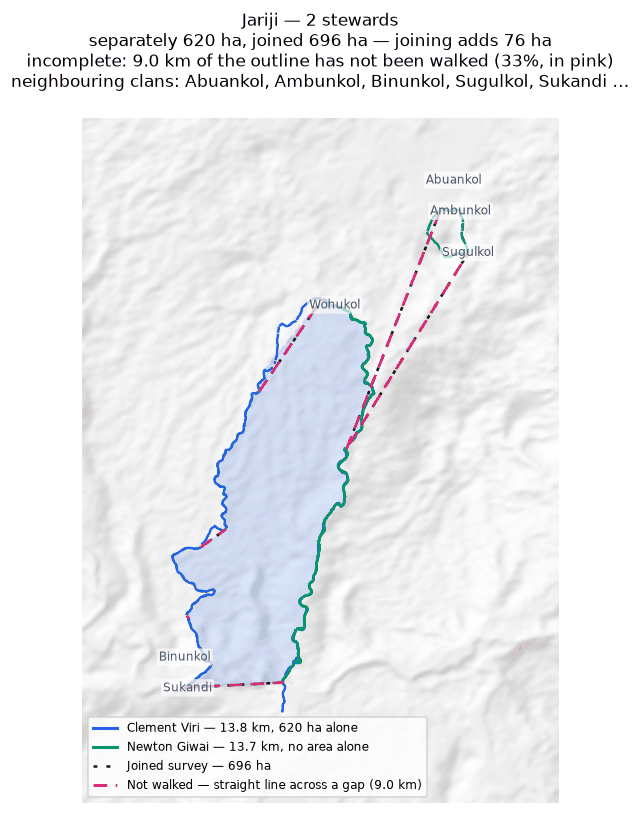 Jariji — 2 stewards
separately 620 ha, joined 696 ha — joining adds 76 ha
incomplete: 9.0 km of the outline has not been walked (33%, in pink)
neighbouring clans: Abuankol, Ambunkol, Binunkol, Sugulkol, Sukandi ...
Abuankol
Ambunkol
Sugulkol
Wohukol
Binunkol
Sukandi
Clement Viri — 13.8 km, 620 ha alone
Newton Giwai — 13.7 km, no area alone
Joined survey — 696 ha
Not walked — straight line across a gap (9.0 km)